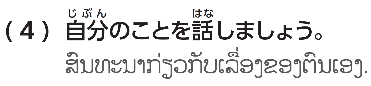 (4) 自分のことを話しましょう。
ສົນທະນາກ່ຽວກັບເລື່ອງຂອງຕົນເອງ.